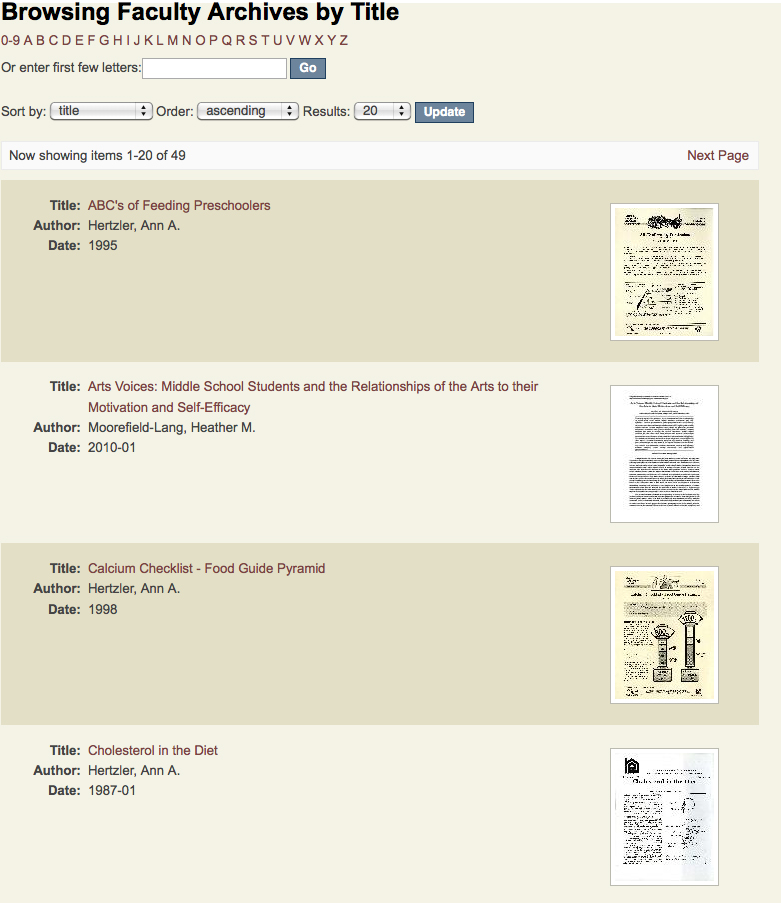 Browsing Faculty Archives by Title
0-9 A B C D E F G H I J K L M N O P Q R S T U V W X Y Z
Or enter first few letters: Go
Sort by: title Order: ascending Results: 20 Update
Now showing items 1-20 of 49 Next Page
Title: ABC's of Feeding Preschoolers
Author: Hertzler, Ann A.
Date: 1995
Title: Arts Voices: Middle School Students and the Relationships of the Arts to their
Motivation and Self-Efficacy
Author: Moorefield-Lang, Heather M.
Date: 2010-01
Title: Calcium Checklist - Food Guide Pyramid
Author: Hertzler, Ann A.
Date: 1998
Title: Cholesterol in the Diet
Author: Hertzler, Ann A.
Date: 1987-01